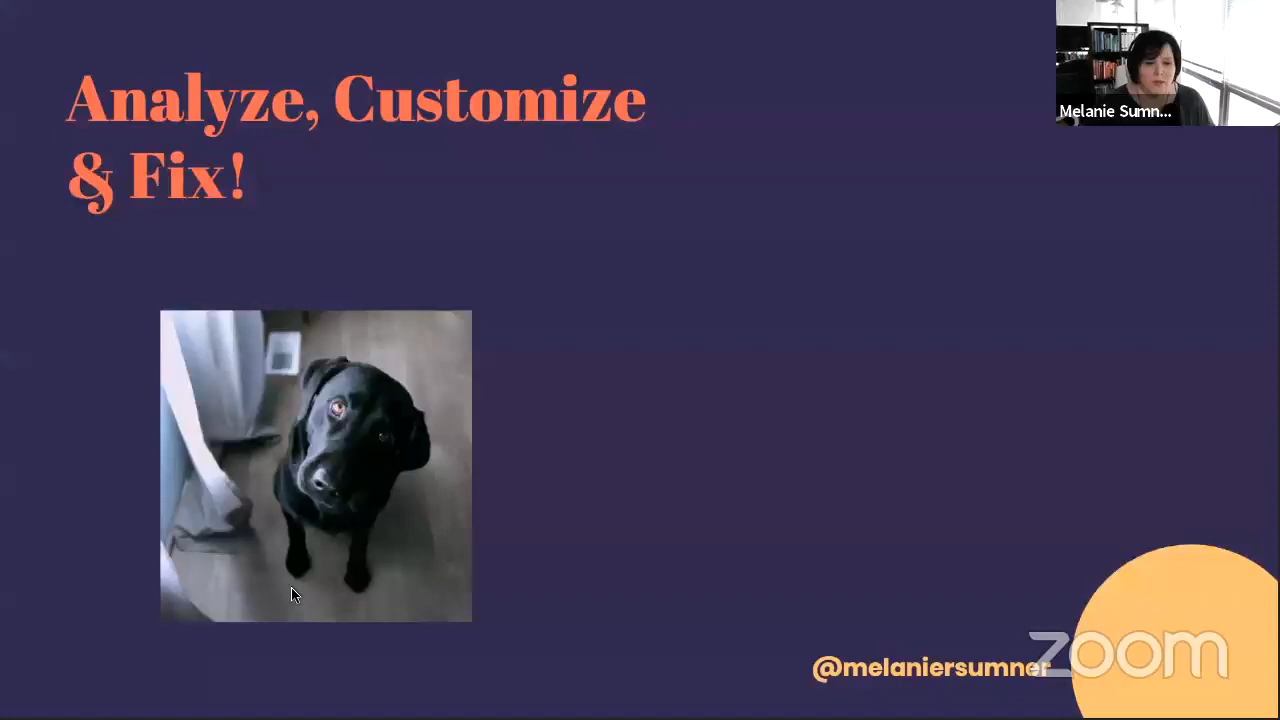 Analyze, Customize
& Fix!
Melanie Sumn...
@melaniersumner
zoom